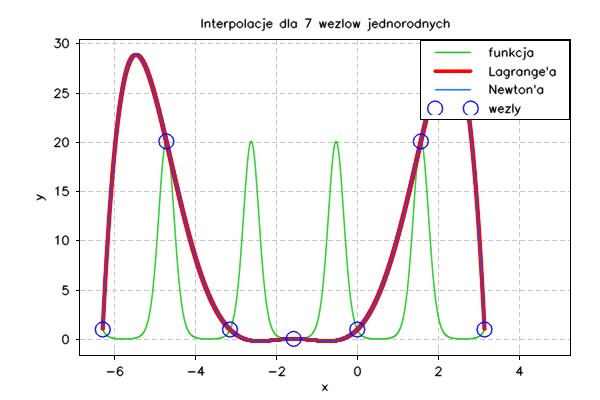 Interpolacje dla 7 wezlow jednorodnych
funkcja
Lagrange'a
Newton'a
wezly
y
30
25
20
15
10
5
0
−6
−4
−2
0
2
4
x